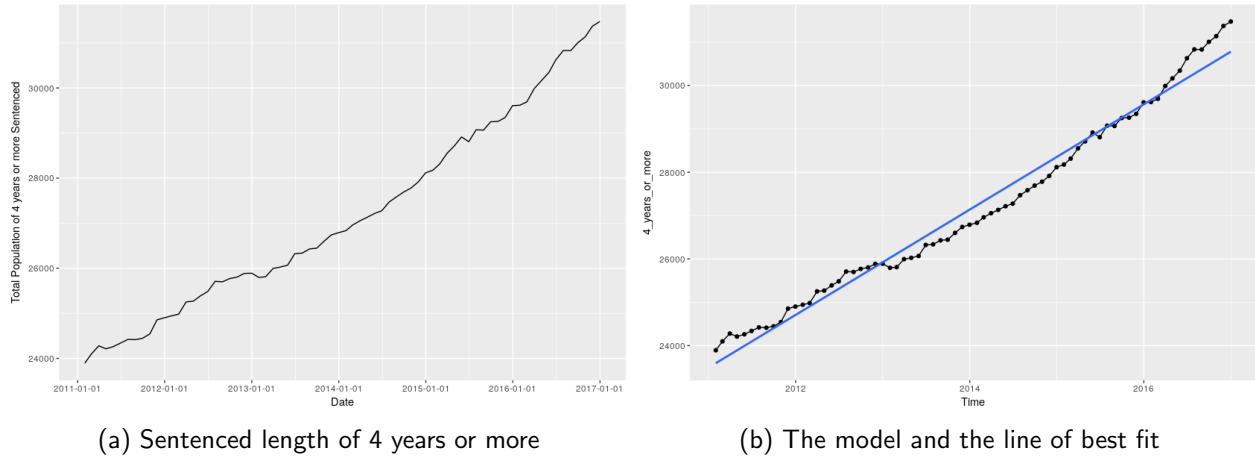 Total Population of 4 years or more Sentenced
30000
28000
26000
24000
2011-01-01 2012-01-01 2013-01-01 2014-01-01 2015-01-01 2016-01-01 2017-01-01
Date
(a) Sentenced length of 4 years or more
4_years_or_more
30000
28000
26000
24000
2012 2014 2016
Time
(b) The model and the line of best fit